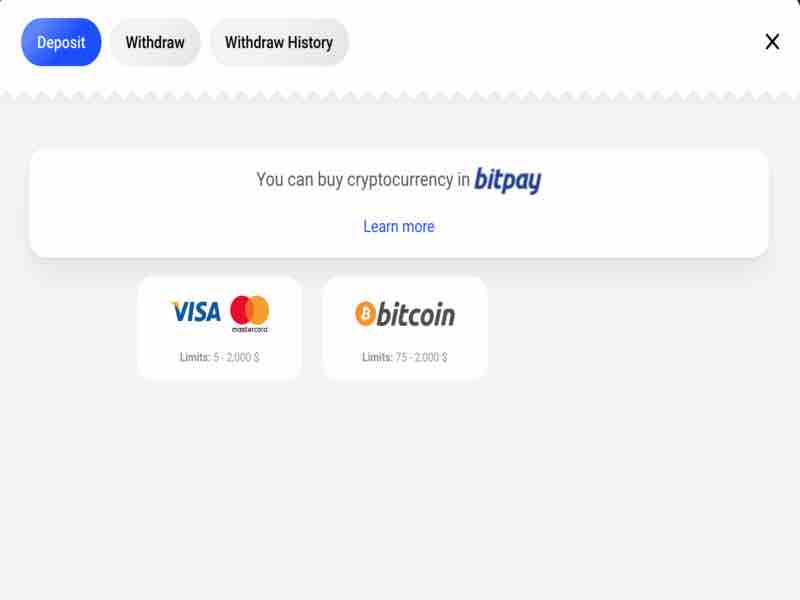 Deposit Withdraw Withdraw History X
You can buy cryptocurrency in bitpay
Learn more
VISA mastercard bitcoin
Limits: 5 - 2,000 $ Limits: 75 - 2,000 $